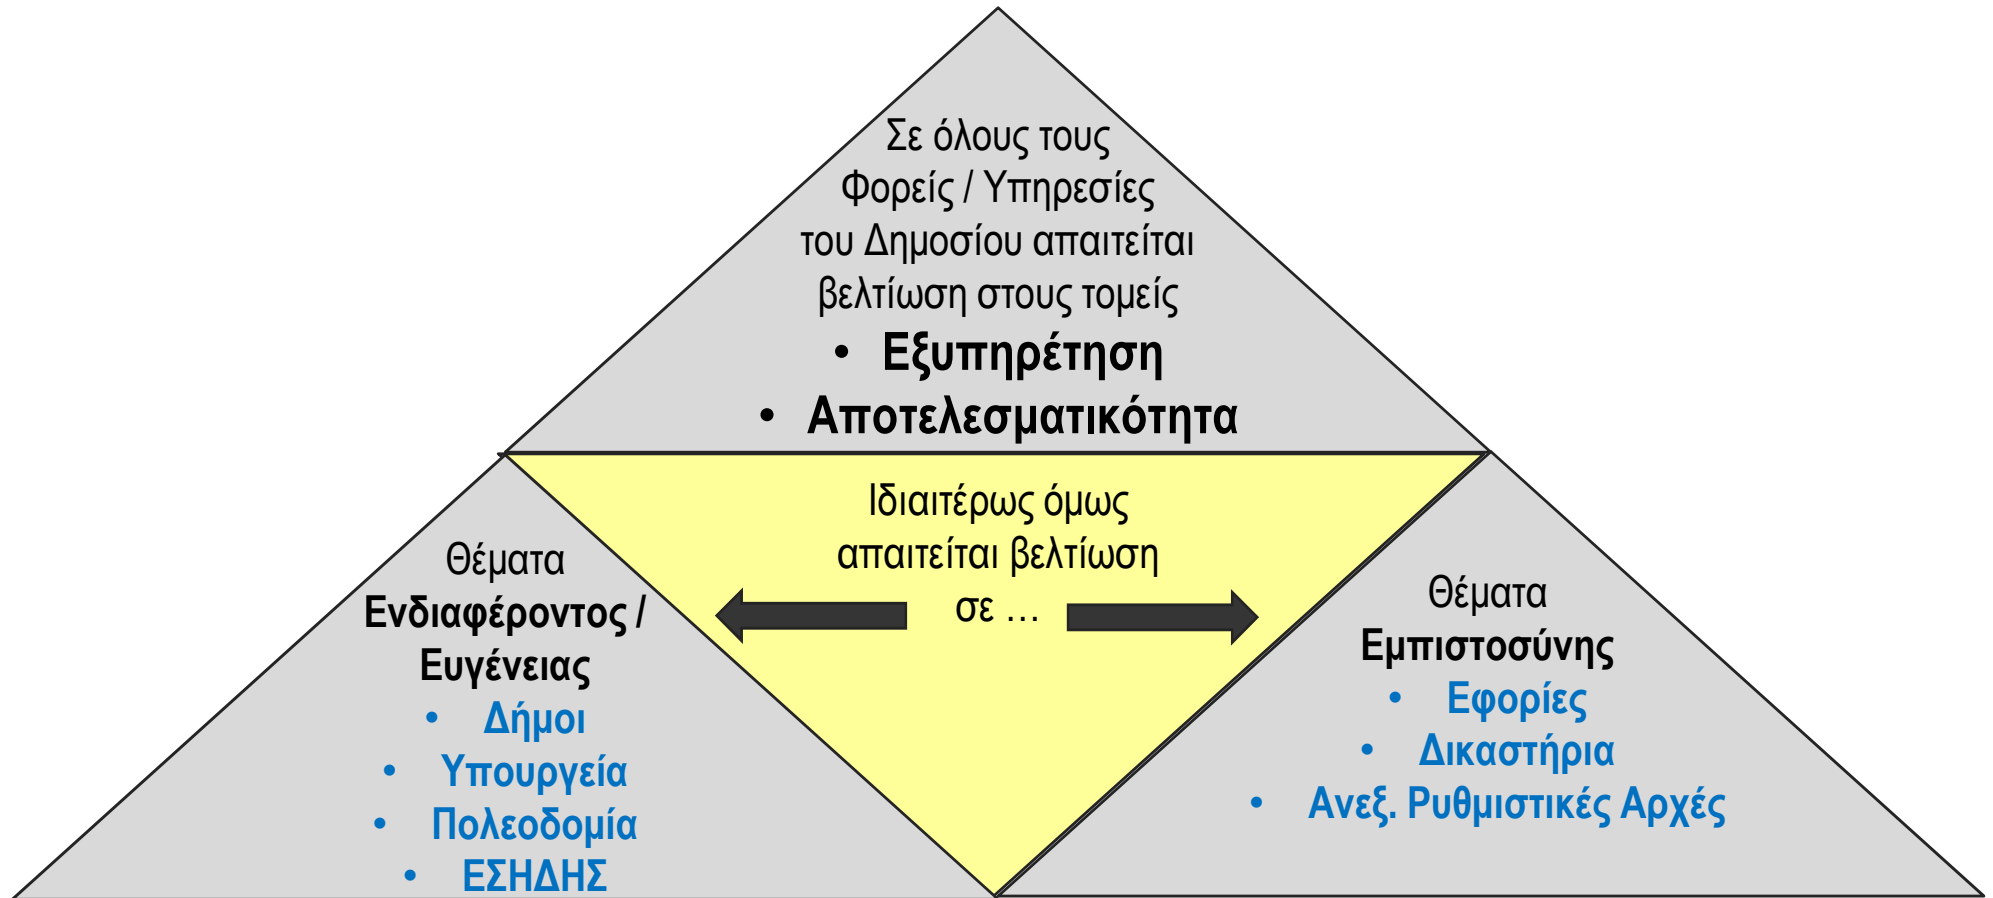 Σε όλους τους
Φορείς / Υπηρεσίες
του Δημοσίου απαιτείται
βελτίωση στους τομείς
• Εξυπηρέτηση
• Αποτελεσματικότητα
Ιδιαιτέρως όμως
απαιτείται βελτίωση
σε …
Θέματα
Ενδιαφέροντος /
Ευγένειας
• Δήμοι
• Υπουργεία
• Πολεοδομία
• ΕΣΗΔΗΣ
Θέματα
Εμπιστοσύνης
• Εφορίες
• Δικαστήρια
• Ανεξ. Ρυθμιστικές Αρχές